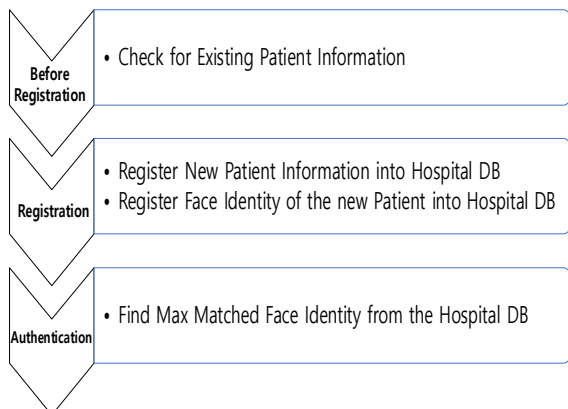 Before
Registration
• Check for Existing Patient Information
Registration
• Register New Patient Information into Hospital DB
• Register Face Identity of the new Patient into Hospital DB
Authentication
• Find Max Matched Face Identity from the Hospital DB